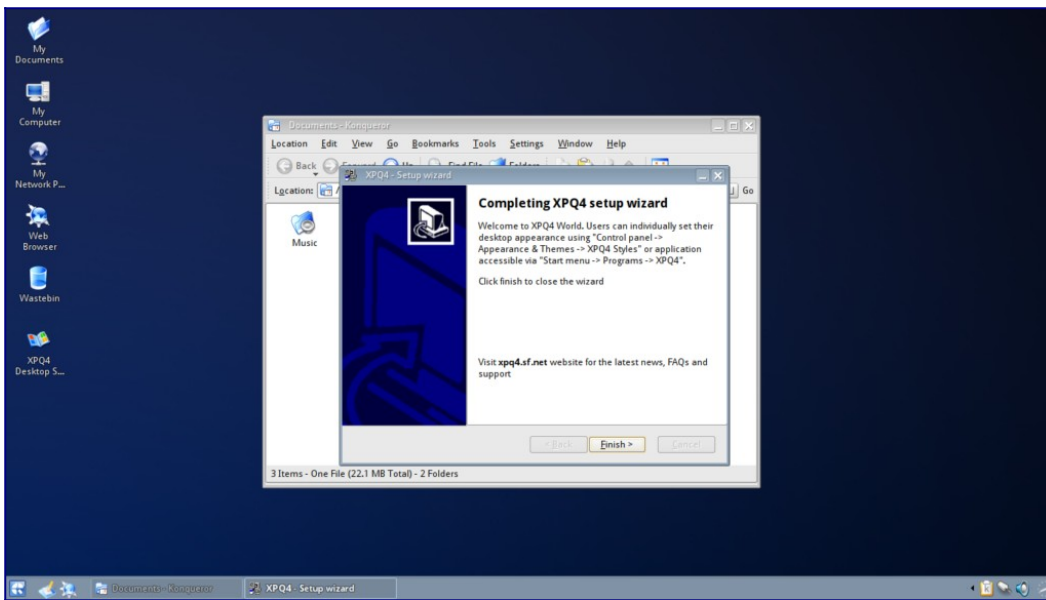 My
Documents
My
Computer
My
Network P...
Web
Browser
Wastebin
XPQ4
Desktop S...
Documents - Konqueror
Location Edit View Go Bookmarks Tools Settings Window Help
Back
Location:
Go
Music
XPQ4 - Setup wizard
Completing XPQ4 setup wizard
Welcome to XPQ4 World. Users can individually set their
desktop appearance using "Control panel ->
Appearance & Themes -> XPQ4 Styles" or application
accessible via "Start menu -> Programs -> XPQ4".
Click finish to close the wizard
Visit xpq4.sf.net website for the latest news, FAQs and
support
< Back Finish > Cancel
3 Items - One File (22.1 MB Total) - 2 Folders
Documents - Konqueror XPQ4 - Setup wizard